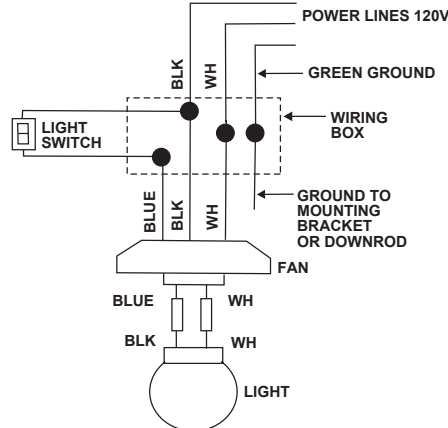 POWER LINES 120V
BLK
WH
GREEN GROUND
LIGHT
SWITCH
WIRING
BOX
BLUE
BLK
WH
GROUND TO
MOUNTING
BRACKET
OR DOWNROD
FAN
BLUE
WH
BLK
WH
LIGHT